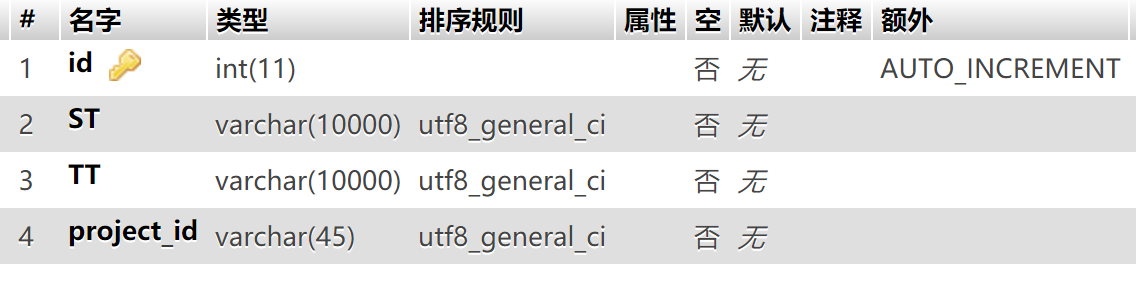 # 名字 类型 排序规则 属性 空 默认 注释 额外
1 id int(11) 否 无 AUTO_INCREMENT
2 ST varchar(10000) utf8_general_ci 否 无
3 TT varchar(10000) utf8_general_ci 否 无
4 project_id varchar(45) utf8_general_ci 否 无